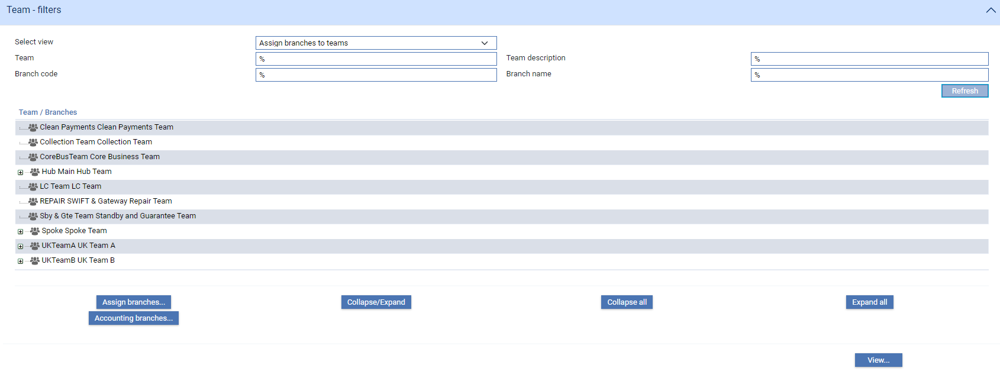 Team - filters
Select view
Assign branches to teams
Team
%
Team description
%
Branch code
%
Branch name
%
Refresh
Team / Branches
Clean Payments Clean Payments Team
Collection Team Collection Team
CoreBusTeam Core Business Team
Hub Main Hub Team
LC Team LC Team
REPAIR SWIFT & Gateway Repair Team
Sby & Gte Team Standby and Guarantee Team
Spoke Spoke Team
UKTeamA UK Team A
UKTeamB UK Team B
Assign branches...
Collapse/Expand
Collapse all
Expand all
Accounting branches...
View...